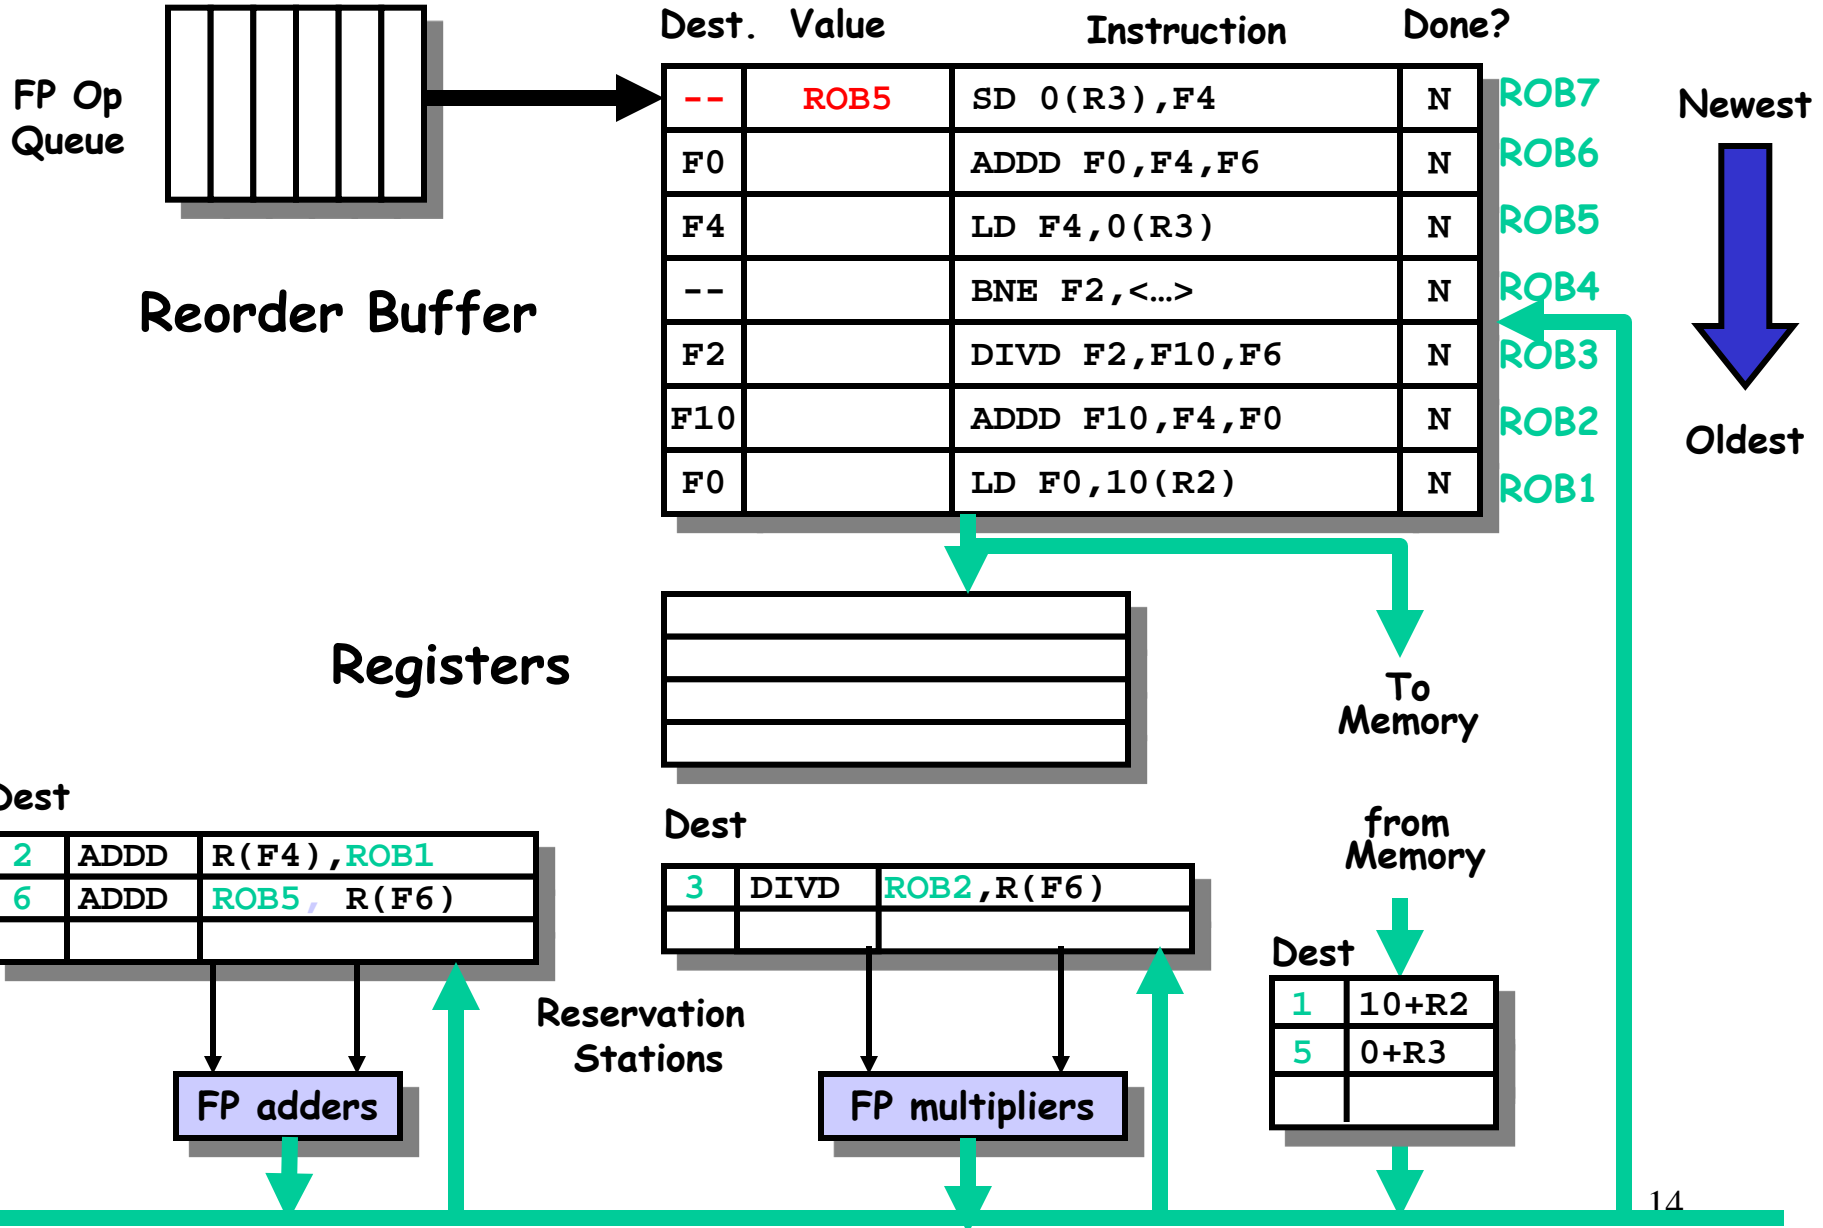 Dest. Value Instruction Done?
FP Op
Queue
-- ROB5 SD 0(R3),F4 N ROB7
Newest
F0 ADDD F0,F4,F6 N ROB6
F4 LD F4,0(R3) N ROB5
-- BNE F2,<…> N ROB4
Reorder Buffer
F2 DIVD F2,F10,F6 N ROB3
F10 ADDD F10,F4,F0 N ROB2
Oldest
F0 LD F0,10(R2) N ROB1
Registers
To
Memory
Dest
2 ADDD R(F4),ROB1
6 ADDD ROB5, R(F6)
Dest
3 DIVD ROB2,R(F6)
from
Memory
Dest
1 10+R2
5 0+R3
Reservation
Stations
FP adders
FP multipliers
14